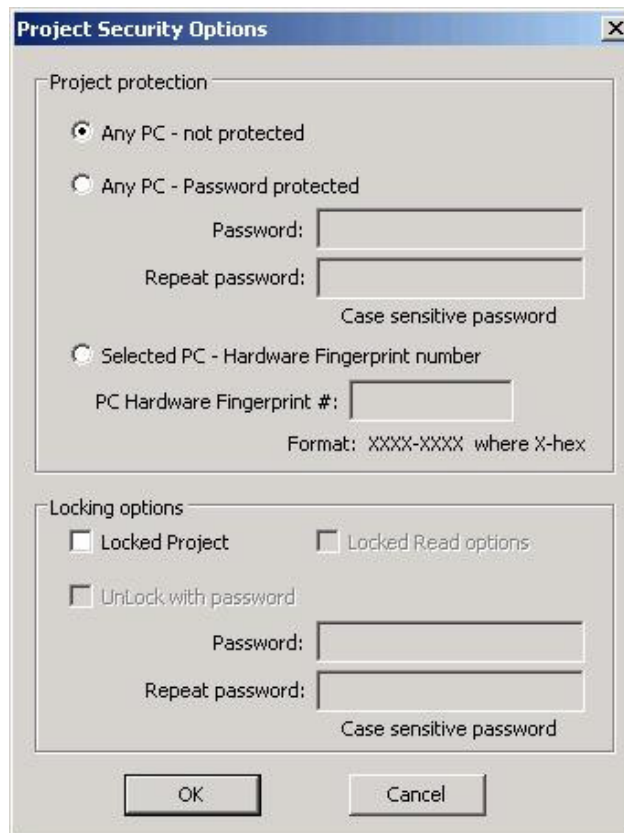 Project Security Options
Project protection
Any PC - not protected
Any PC - Password protected
Password:
Repeat password:
Case sensitive password
Selected PC - Hardware Fingerprint number
PC Hardware Fingerprint #:
Format: XXXX-XXXX where X-hex
Locking options
Locked Project Locked Read options
UnLock with password
Password:
Repeat password:
Case sensitive password
OK Cancel